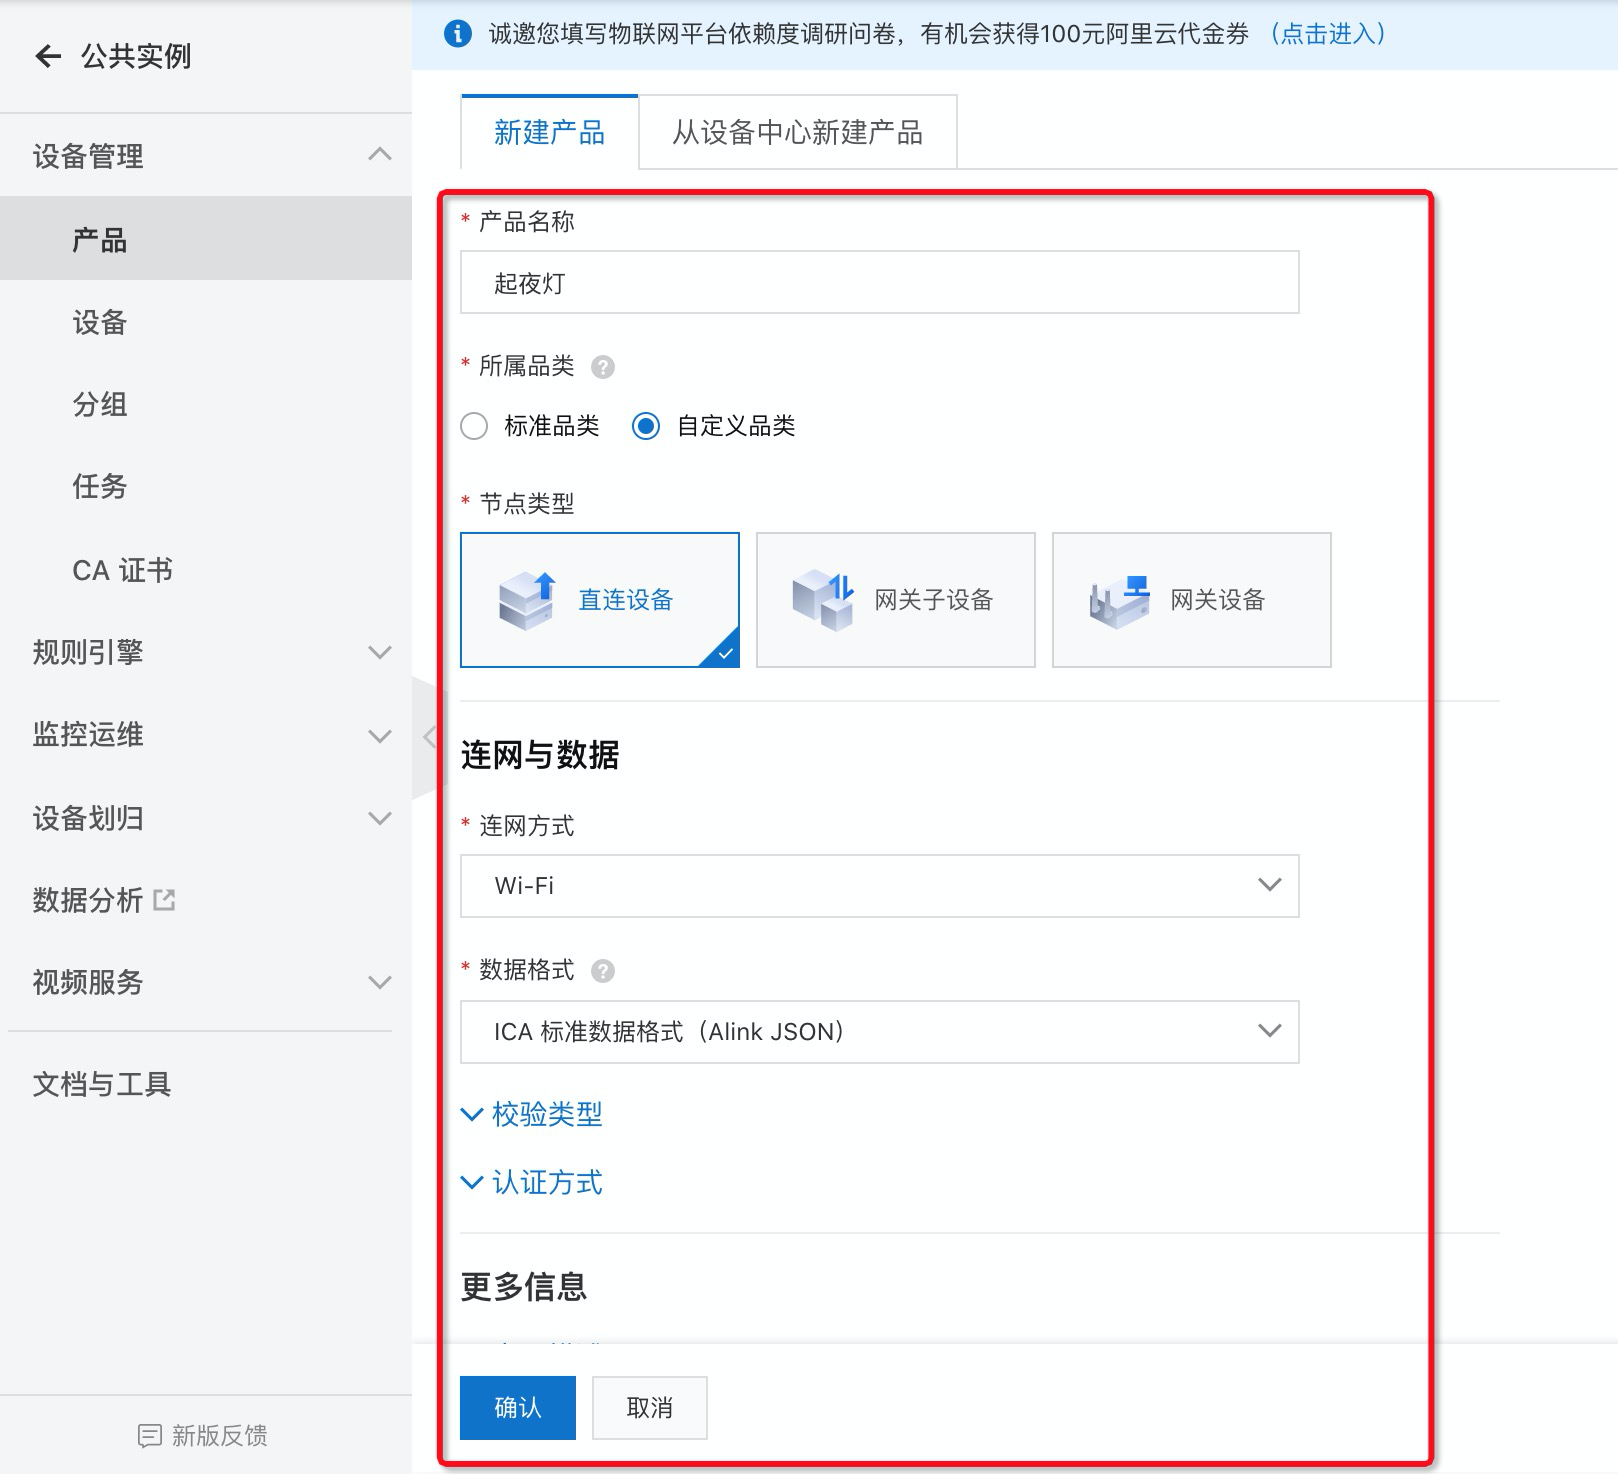 公共实例
设备管理
产品
设备
分组
任务
CA 证书
规则引擎
监控运维
设备划归
数据分析
视频服务
文档与工具
新版反馈
诚邀您填写物联网平台依赖度调研问卷，有机会获得100元阿里云代金券 （点击进入）
新建产品 从设备中心新建产品
* 产品名称
起夜灯
* 所属品类
标准品类 自定义品类
* 节点类型
直连设备 网关子设备 网关设备
连网与数据
* 连网方式
Wi-Fi
* 数据格式
ICA 标准数据格式（Alink JSON）
校验类型
认证方式
更多信息
确认 取消